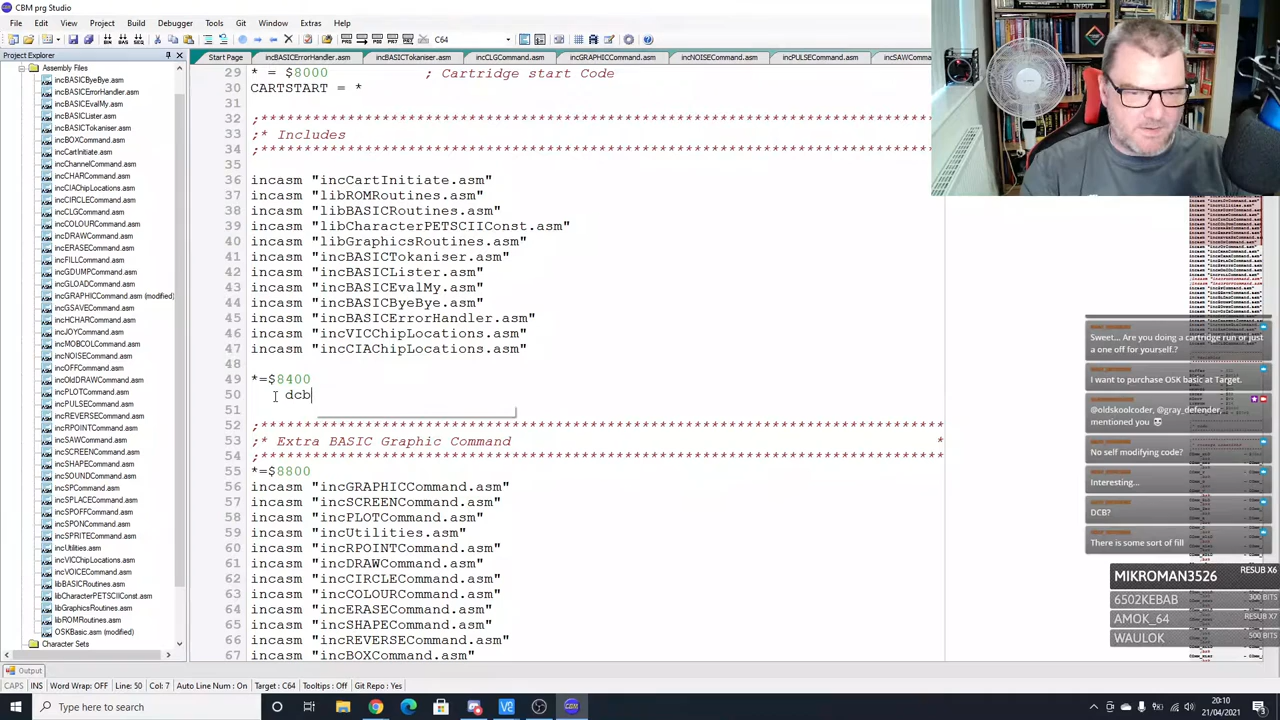 CBM prg Studio
File Edit View Project Build Debugger Tools Git Window Extras Help
C64
Project Explorer
Start Page incBASICErrorHandler.asm incBASICTokaniser.asm incCLGCommand.asm incGRAPHICCommand.asm incNOISECommand.asm incPULSECommand.asm incSAWComma
Assembly Files
incBASICByeBye.asm
incBASICErrorHandler.asm
incBASICEvalMy.asm
incBASICLister.asm
incBASICTokaniser.asm
incBOXCommand.asm
incCartInitiate.asm
incChannelCommand.asm
incCHARCommand.asm
incCIAChipLocations.asm
incCIRCLECommand.asm
incCLGCommand.asm
incCOLOURCommand.asm
incDRAWCommand.asm
incERASECommand.asm
incFILLCommand.asm
incGDUMPCommand.asm
incGLOADCommand.asm
incGRAPHICCommand.asm (modified)
incGSAVECommand.asm
incHCHARCommand.asm
incJOYCommand.asm
incMOBCOLCommand.asm
incNOISECommand.asm
incOFFCommand.asm
incOldDRAWCommand.asm
incPLOTCommand.asm
incPULSECommand.asm
incREVERSECommand.asm
incRPOINTCommand.asm
incSAWCommand.asm
incSCREENCommand.asm
incSHAPECommand.asm
incSOUNDCommand.asm
incSPCommand.asm
incSPLACECommand.asm
incSPOFFCommand.asm
incSPONCommand.asm
incSPRITECommand.asm
incUtilities.asm
incVICChipLocations.asm
incVOICECommand.asm
libBASICRoutines.asm
libCharacterPETSCIIConst.asm
libGraphicsRoutines.asm
libROMRoutines.asm
OSKBasic.asm (modified)
Character Sets
29 * = $8000 ; Cartridge start Code
30 CARTSTART = *
31
32 ;*******************************************************************************
33 ;* Includes
34 ;*******************************************************************************
35
36 incasm "incCartInitiate.asm"
37 incasm "libROMRoutines.asm"
38 incasm "libBASICRoutines.asm"
39 incasm "libCharacterPETSCIIConst.asm"
40 incasm "libGraphicsRoutines.asm"
41 incasm "incBASICTokaniser.asm"
42 incasm "incBASICLister.asm"
43 incasm "incBASICEvalMy.asm"
44 incasm "incBASICByeBye.asm"
45 incasm "incBASICErrorHandler.asm"
46 incasm "incVICChipLocations.asm"
47 incasm "incCIAChipLocations.asm"
48
49 *=$8400
50 dcb
51
52 ;*******************************************************************************
53 ;* Extra BASIC Graphic Command *
54 ;*******************************************************************************
55 *=$8800
56 incasm "incGRAPHICCommand.asm"
57 incasm "incSCREENCommand.asm"
58 incasm "incPLOTCommand.asm"
59 incasm "incUtilities.asm"
60 incasm "incRPOINTCommand.asm"
61 incasm "incDRAWCommand.asm"
62 incasm "incCIRCLECommand.asm"
63 incasm "incCOLOURCommand.asm"
64 incasm "incERASECommand.asm"
65 incasm "incSHAPECommand.asm"
66 incasm "incREVERSECommand.asm"
67 incasm "incBOXCommand.asm"
INPUT
Sweet... Are you doing a cartridge run or just
a one off for yourself.?
I want to purchase OSK basic at Target.
@oldskoolcoder, @gray_defender,
mentioned you
No self modifying code?
Interesting...
DCB?
There is some sort of fill
MIKROMAN3526 RESUB X6
6502KEBAB 300 BITS
AMOK_64 RESUB X7
WAULOK 500 BITS
Output
CAPS INS Word Wrap: OFF Line: 50 Col: 7 Auto Line Num : On Target : C64 Tooltips : Off Git Repo : Yes
Type here to search
20:10
21/04/2021